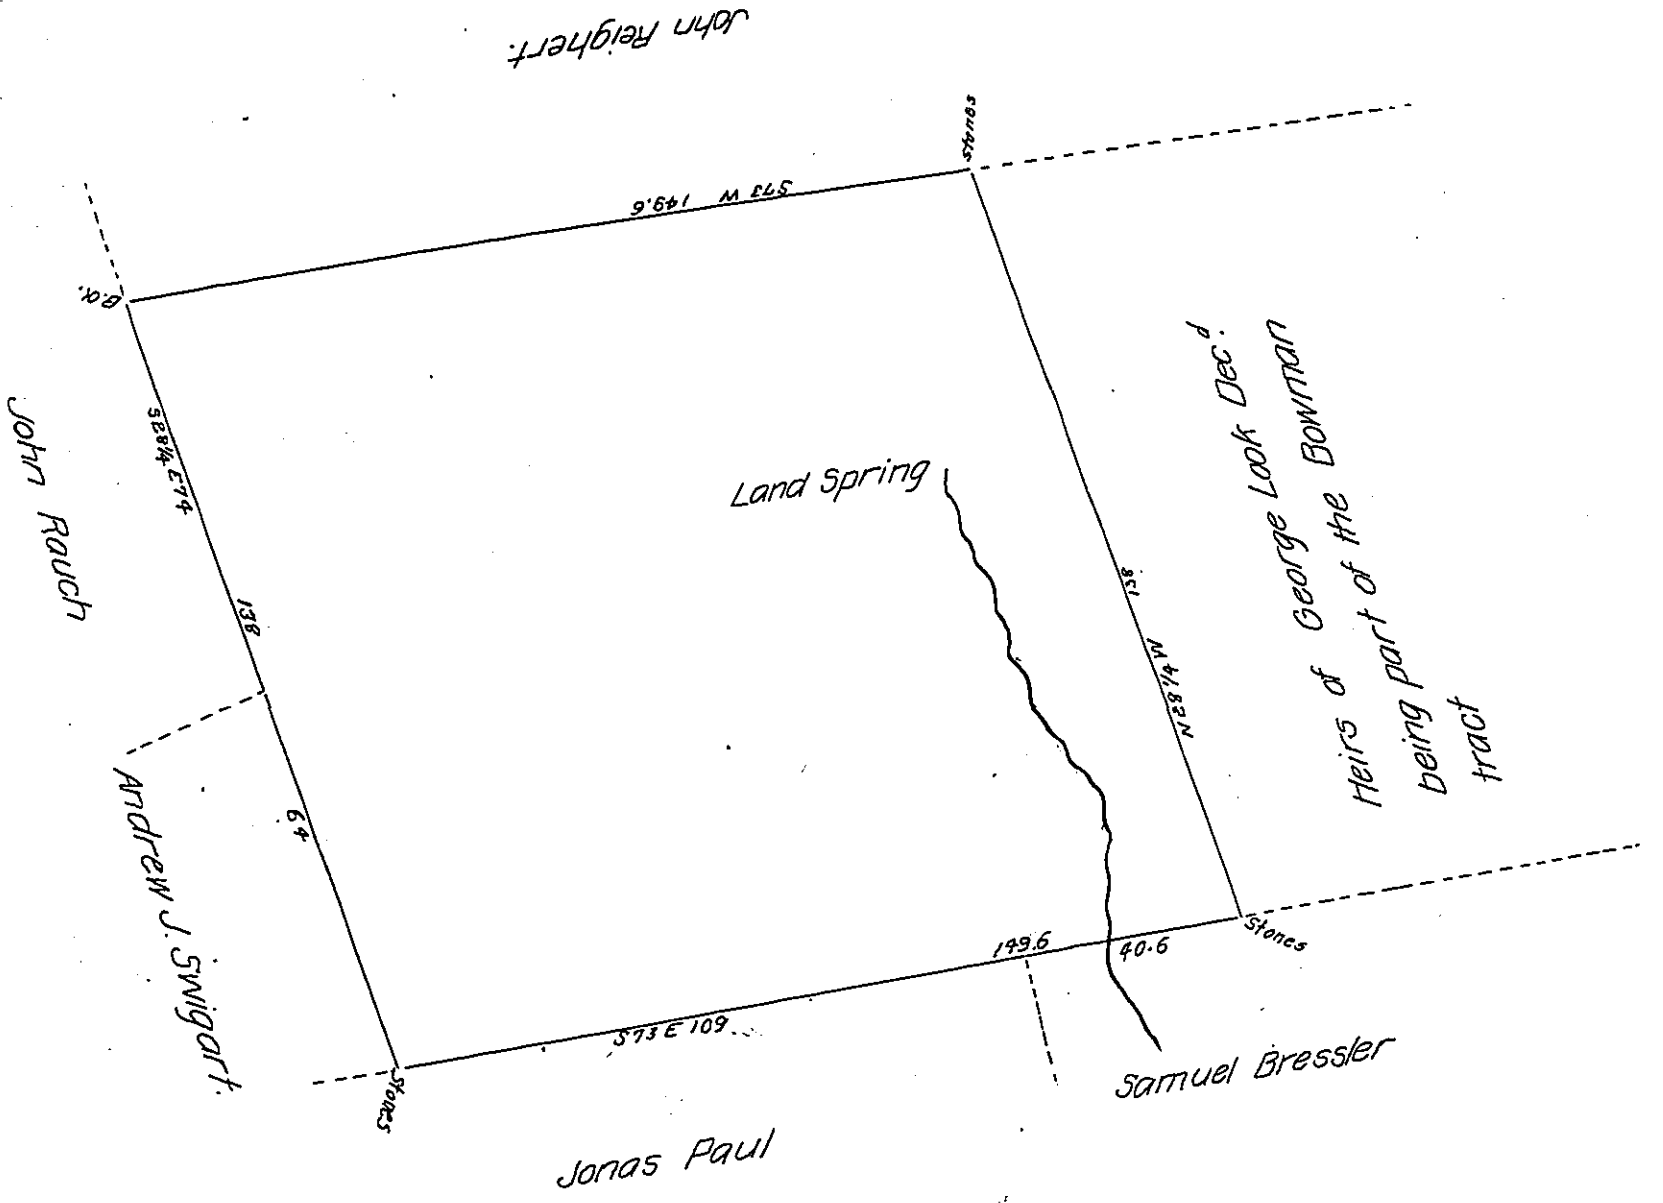 John Reighert.
Stones
S73 W 149.6
B.O.
S28¼ E 74
John Rauch
138
Land Spring
Heirs of George Look Dec.d
being part of the Bowman
tract
138
N 28¼ W
64
Andrew J. Swigart.
149.6
40.6
Stones
S73 E 109
Stones
Samuel Bressler
Jonas Paul